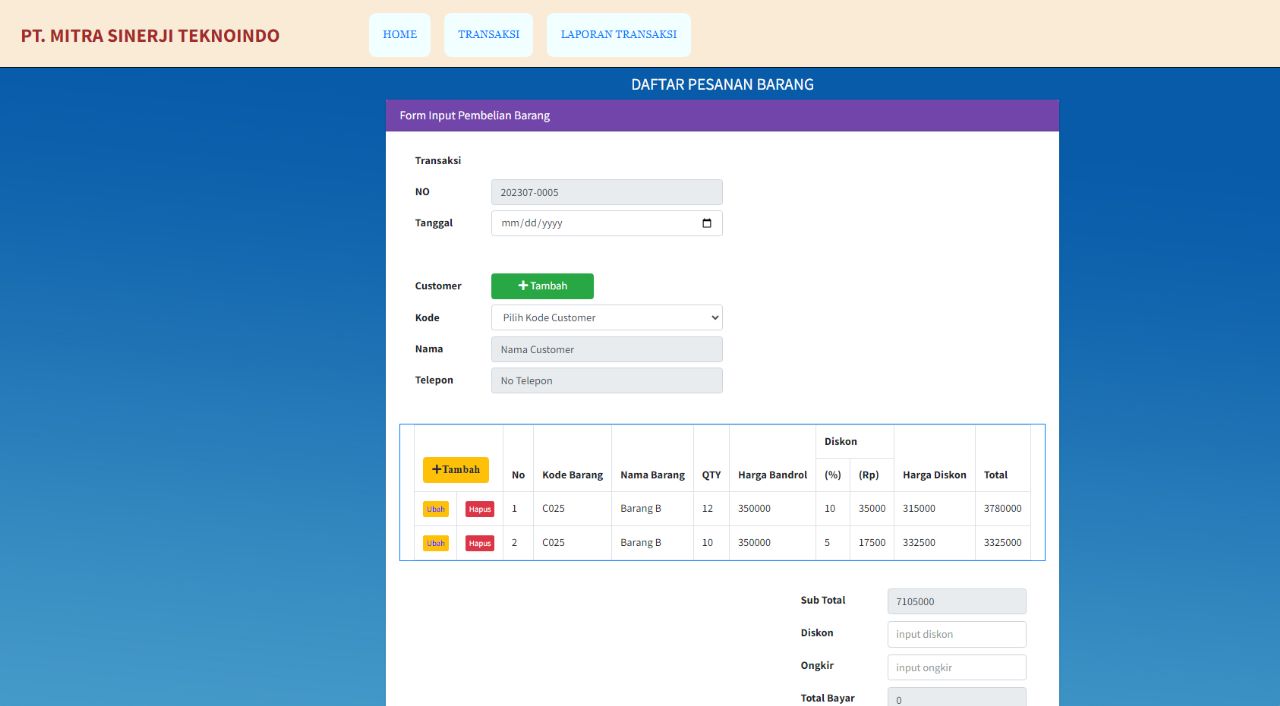 PT. MITRA SINERJI TEKNOINDO
HOME TRANSAKSI LAPORAN TRANSAKSI
DAFTAR PESANAN BARANG
Form Input Pembelian Barang
Transaksi
NO 202307-0005
Tanggal mm/dd/yyyy
Customer Tambah
Kode Pilih Kode Customer
Nama Nama Customer
Telepon No Telepon
Diskon
Tambah No Kode Barang Nama Barang QTY Harga Bandrol (%) (Rp) Harga Diskon Total
Ubah Hapus 1 C025 Barang B 12 350000 10 35000 315000 3780000
Ubah Hapus 2 C025 Barang B 10 350000 5 17500 332500 3325000
Sub Total 7105000
Diskon input diskon
Ongkir input ongkir
Total Bayar 0